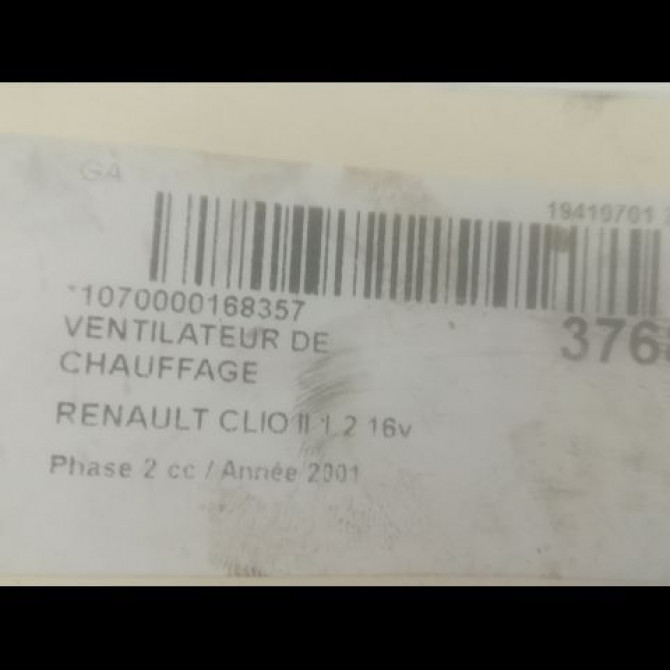 GA
19410701
*1070000168357
VENTILATEUR DE
376
CHAUFFAGE
RENAULT CLIO II 1.2 16v
Phase 2 cc / Année 2001